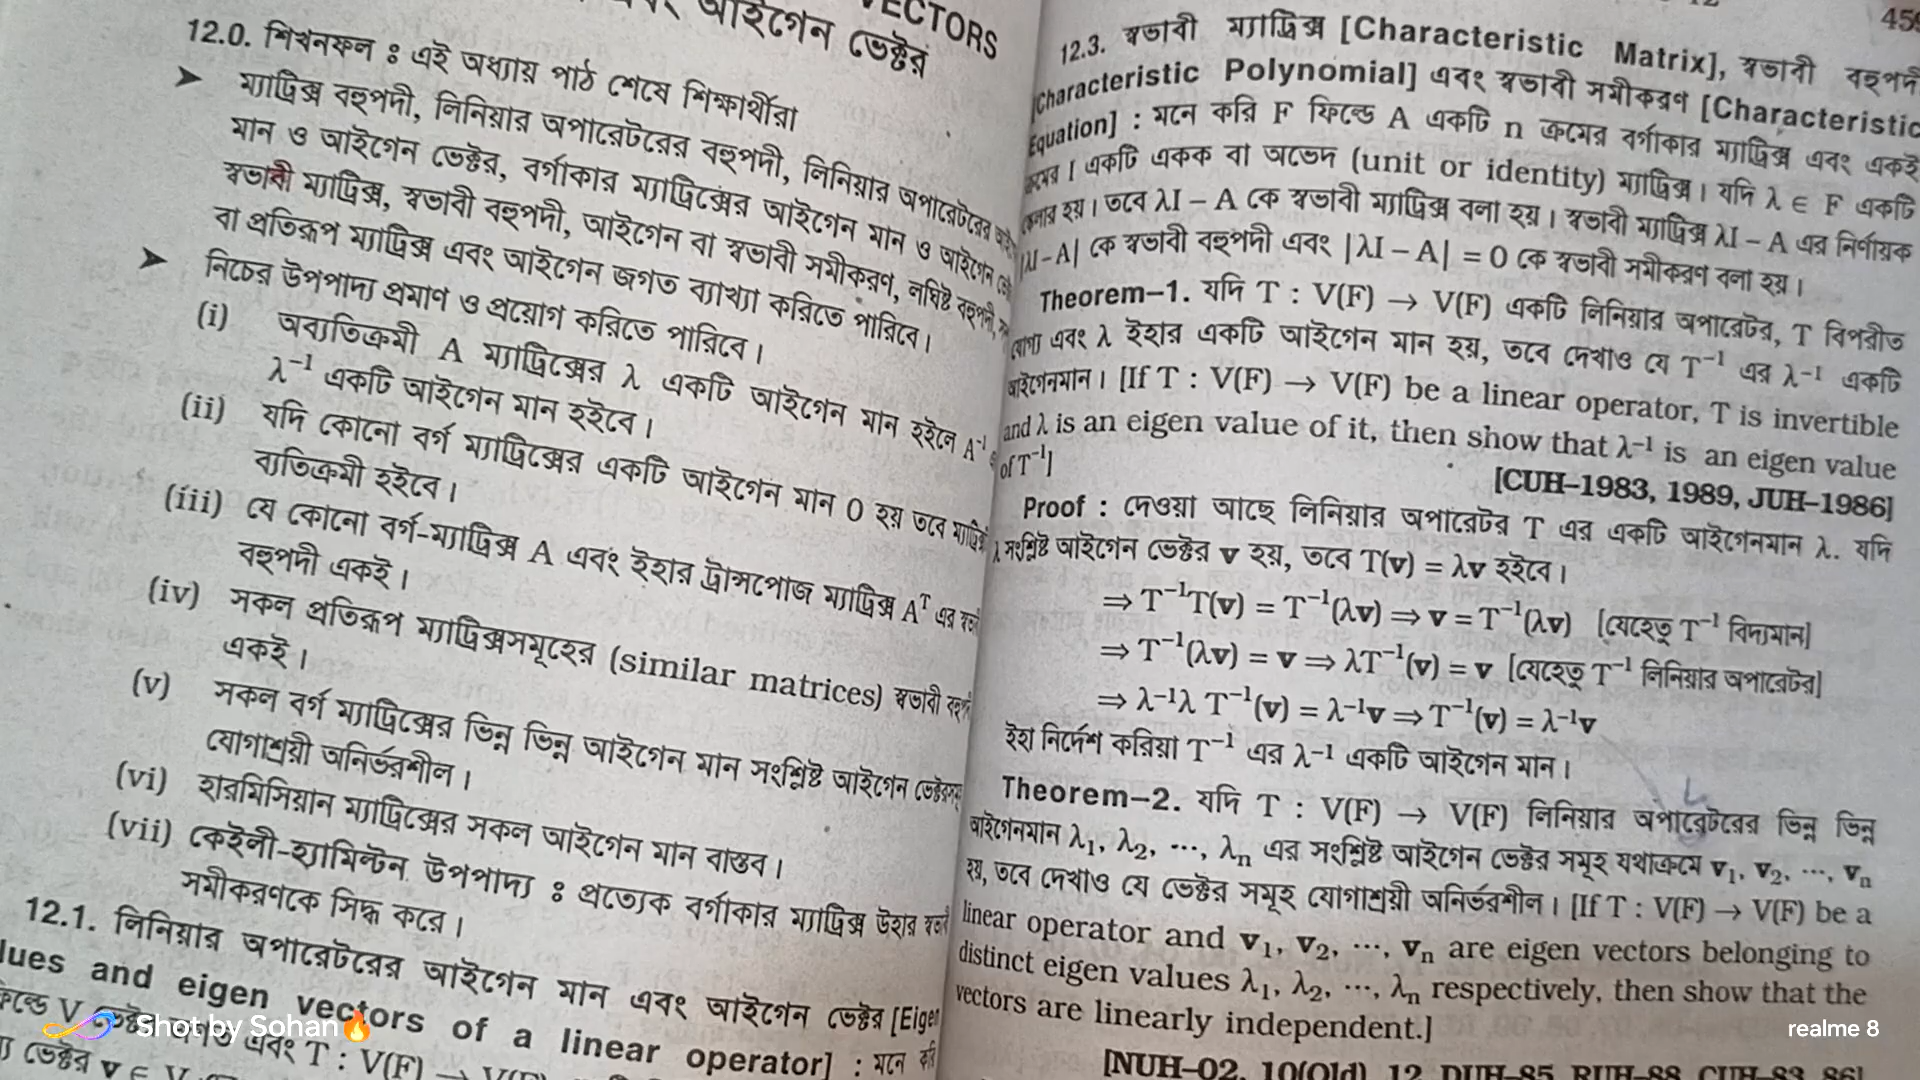 VECTORS
আইগেন ভেক্টর
12.0. শিখনফল ঃ এই অধ্যায় পাঠ শেষে শিক্ষার্থীরা
➤ ম্যাট্রিক্স বহুপদী, লিনিয়ার অপারেটরের বহুপদী, লিনিয়ার অপারেটরের
মান ও আইগেন ভেক্টর, বর্গাকার ম্যাট্রিক্সের আইগেন মান ও আইগেন
স্বভাবী ম্যাট্রিক্স, স্বভাবী বহুপদী, আইগেন বা স্বভাবী সমীকরণ, লঘিষ্ট বহুপদী,
বা প্রতিরূপ ম্যাট্রিক্স এবং আইগেন জগত ব্যাখ্যা করিতে পারিবে।
➤ নিচের উপপাদ্য প্রমাণ ও প্রয়োগ করিতে পারিবে।
(i) অব্যতিক্রমী A ম্যাট্রিক্সের λ একটি আইগেন মান হইলে A⁻¹
λ⁻¹ একটি আইগেন মান হইবে।
(ii) যদি কোনো বর্গ ম্যাট্রিক্সের একটি আইগেন মান 0 হয় তবে
ব্যতিক্রমী হইবে।
(iii) যে কোনো বর্গ-ম্যাট্রিক্স A এবং ইহার ট্রান্সপোজ ম্যাট্রিক্স Aᵀ এর
বহুপদী একই।
(iv) সকল প্রতিরূপ ম্যাট্রিক্সসমূহের (similar matrices) স্বভাবী
একই।
(v) সকল বর্গ ম্যাট্রিক্সের ভিন্ন ভিন্ন আইগেন মান সংশ্লিষ্ট আইগেন
যোগাশ্রয়ী অনির্ভরশীল।
(vi) হারমিসিয়ান ম্যাট্রিক্সের সকল আইগেন মান বাস্তব।
(vii) কেইলী-হ্যামিল্টন উপপাদ্য ঃ প্রত্যেক বর্গাকার ম্যাট্রিক্স উহার
সমীকরণকে সিদ্ধ করে।
12.1. লিনিয়ার অপারেটরের আইগেন মান এবং আইগেন ভেক্টর [Eigen
lues and eigen vectors of a linear operator] : মনে করি
V এবং T : V(F) → V(F)
ভেক্টর v ∈ V
12.3. স্বভাবী ম্যাট্রিক্স [Characteristic Matrix], স্বভাবী বহুপদী
[Characteristic Polynomial] এবং স্বভাবী সমীকরণ [Characteristic
Equation] : মনে করি F ফিল্ডে A একটি n ক্রমের বর্গাকার ম্যাট্রিক্স এবং একই
ক্রমের I একটি একক বা অভেদ (unit or identity) ম্যাট্রিক্স। যদি λ ∈ F একটি
স্কেলার হয়। তবে λI – A কে স্বভাবী ম্যাট্রিক্স বলা হয়। স্বভাবী ম্যাট্রিক্স λI – A এর নির্ণায়ক
|λI – A| কে স্বভাবী বহুপদী এবং |λI – A| = 0 কে স্বভাবী সমীকরণ বলা হয়।
Theorem–1. যদি T : V(F) → V(F) একটি লিনিয়ার অপারেটর, T বিপরীত
যোগ্য এবং λ ইহার একটি আইগেন মান হয়, তবে দেখাও যে T⁻¹ এর λ⁻¹ একটি
আইগেনমান। [If T : V(F) → V(F) be a linear operator, T is invertible
and λ is an eigen value of it, then show that λ⁻¹ is an eigen value
of T⁻¹]
[CUH–1983, 1989, JUH–1986]
Proof : দেওয়া আছে লিনিয়ার অপারেটর T এর একটি আইগেনমান λ. যদি
λ সংশ্লিষ্ট আইগেন ভেক্টর v হয়, তবে T(v) = λv হইবে।
⇒ T⁻¹T(v) = T⁻¹(λv) ⇒ v = T⁻¹(λv) [যেহেতু T⁻¹ বিদ্যমান]
⇒ T⁻¹(λv) = v ⇒ λT⁻¹(v) = v [যেহেতু T⁻¹ লিনিয়ার অপারেটর]
⇒ λ⁻¹λ T⁻¹(v) = λ⁻¹v ⇒ T⁻¹(v) = λ⁻¹v
ইহা নির্দেশ করিয়া T⁻¹ এর λ⁻¹ একটি আইগেন মান।
Theorem–2. যদি T : V(F) → V(F) লিনিয়ার অপারেটরের ভিন্ন ভিন্ন
আইগেনমান λ₁, λ₂, ···, λₙ এর সংশ্লিষ্ট আইগেন ভেক্টর সমূহ যথাক্রমে v₁, v₂, ···, vₙ
হয়, তবে দেখাও যে ভেক্টর সমূহ যোগাশ্রয়ী অনির্ভরশীল। [If T : V(F) → V(F) be a
linear operator and v₁, v₂, ···, vₙ are eigen vectors belonging to
distinct eigen values λ₁, λ₂, ···, λₙ respectively, then show that the
vectors are linearly independent.]
[NUH–02, 10(Old), 12, DUH–85, RUH–88, CUH–83, 86]
Shot by Sohan🔥
realme 8